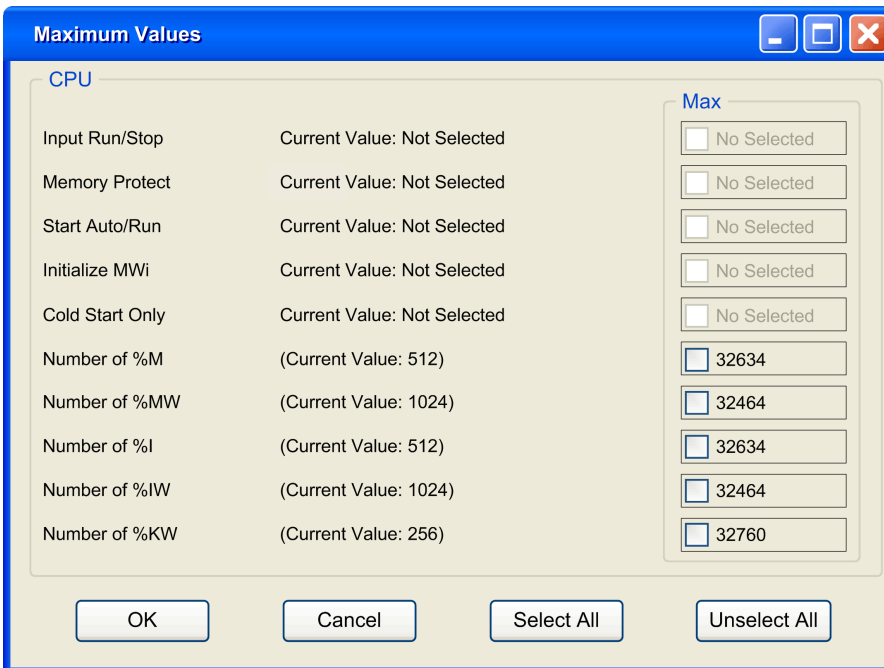 Maximum Values
CPU
Max
Input Run/Stop Current Value: Not Selected No Selected
Memory Protect Current Value: Not Selected No Selected
Start Auto/Run Current Value: Not Selected No Selected
Initialize MWi Current Value: Not Selected No Selected
Cold Start Only Current Value: Not Selected No Selected
Number of %M (Current Value: 512) 32634
Number of %MW (Current Value: 1024) 32464
Number of %I (Current Value: 512) 32634
Number of %IW (Current Value: 1024) 32464
Number of %KW (Current Value: 256) 32760
OK Cancel Select All Unselect All